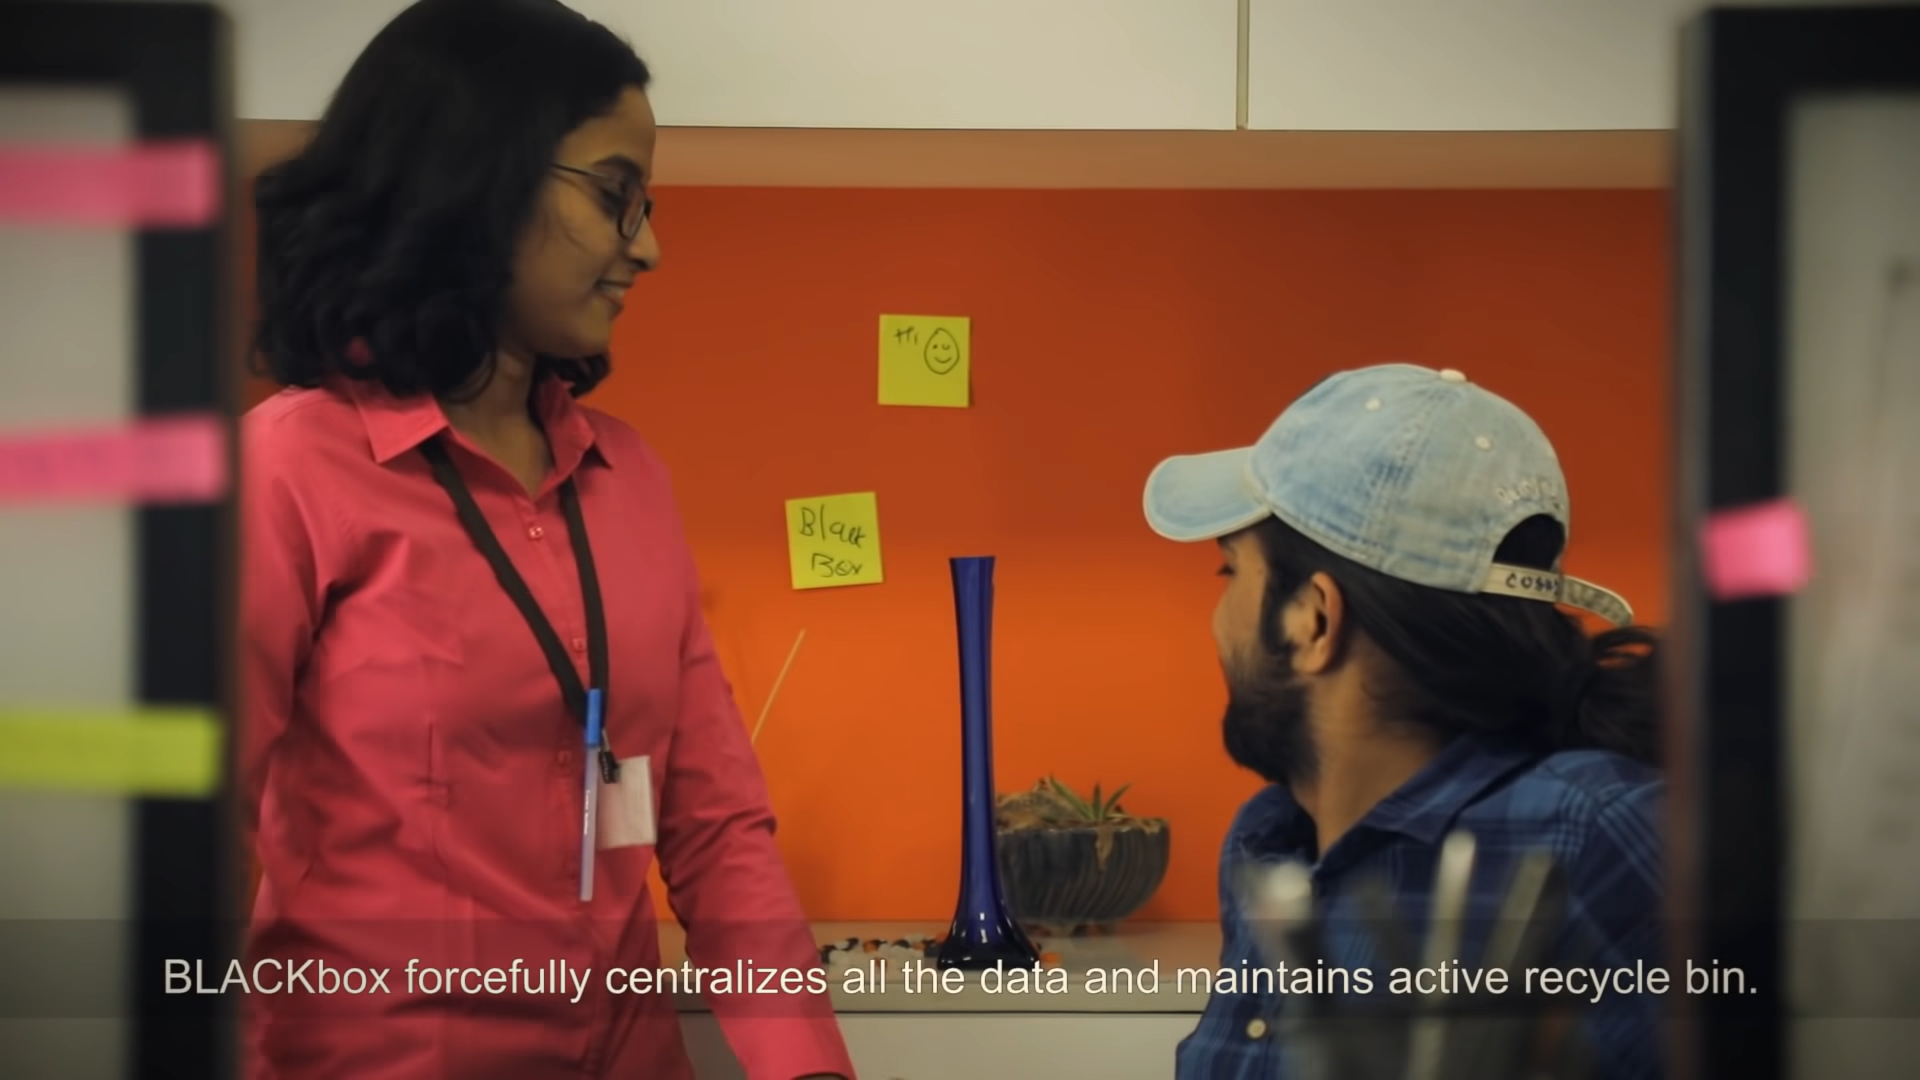 Hi
Black
Box
BLACKbox forcefully centralizes all the data and maintains active recycle bin.